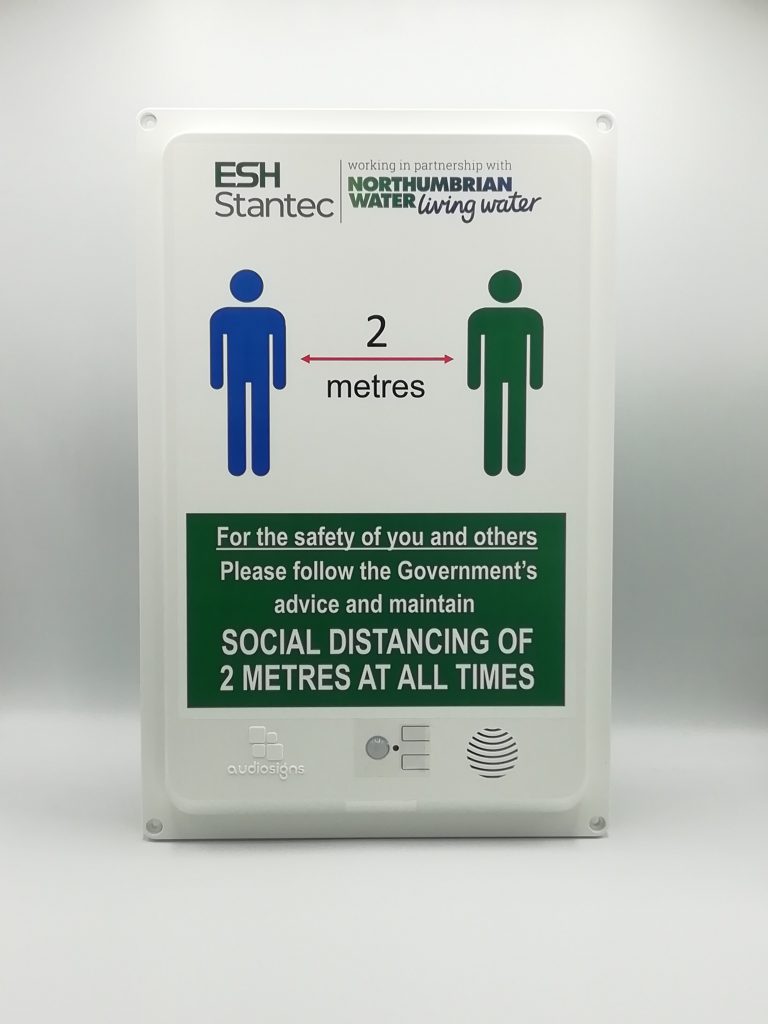 ESH
Stantec
working in partnership with
NORTHUMBRIAN
WATER living water
2
metres
For the safety of you and others
Please follow the Government's
advice and maintain
SOCIAL DISTANCING OF
2 METRES AT ALL TIMES
audiosigns